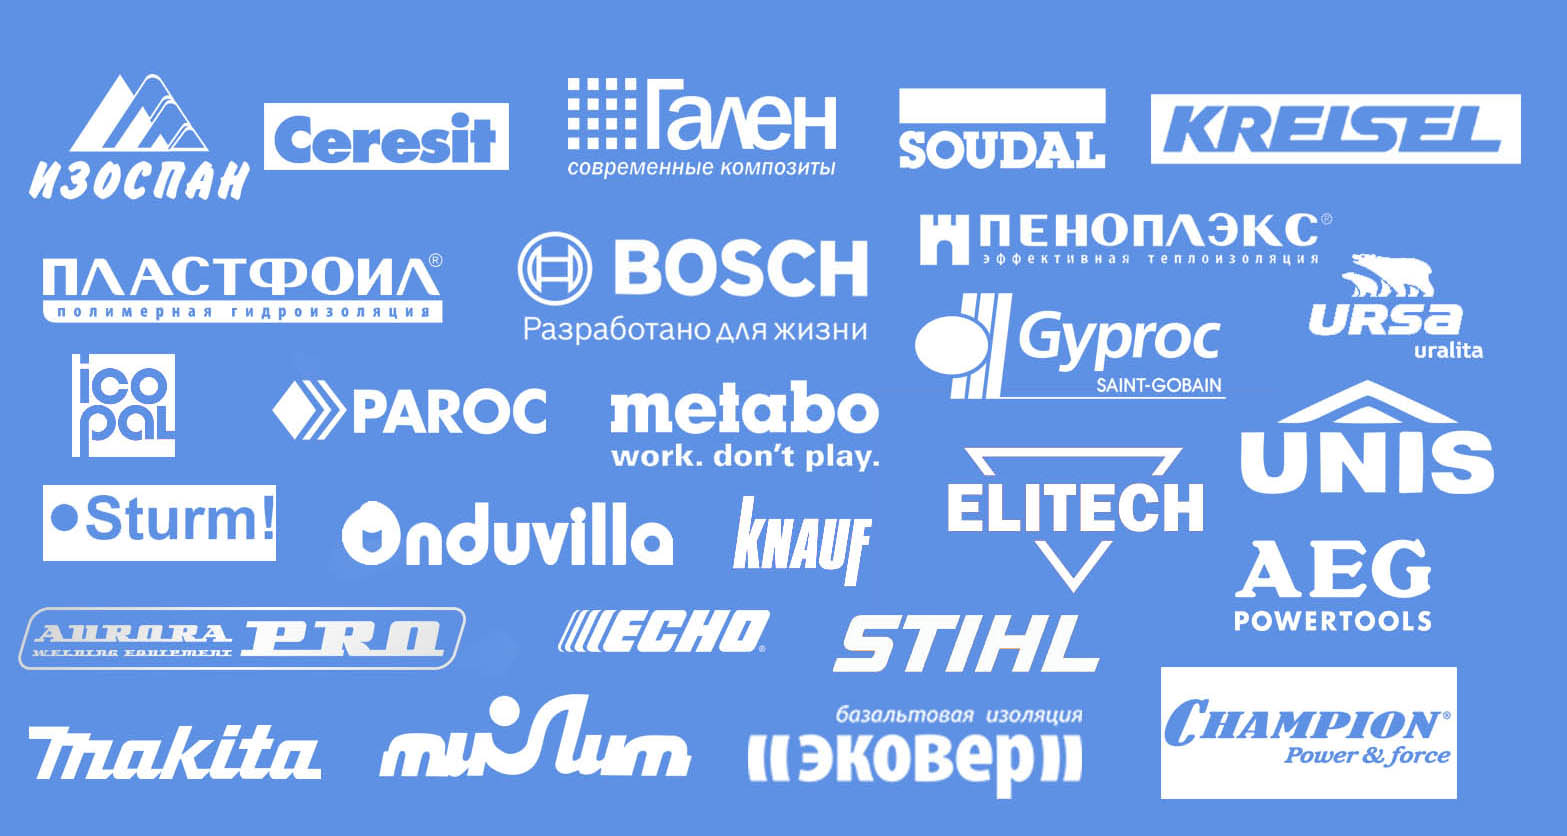 ИЗОСПАН
Ceresit
Гален
современные композиты
SOUDAL
KREISEL
ПЛАСТФОИЛ®
полимерная гидроизоляция
BOSCH
Разработано для жизни
ПЕНОПЛЭКС®
эффективная теплоизоляция
URSA
uralita
Gyproc
SAINT-GOBAIN
ico
pal
PAROC
metabo
work. don't play.
UNIS
ELITECH
Sturm!
Onduvilla
KNAUF
AEG
POWERTOOLS
AURORA PRO
WELDING EQUIPMENT
ECHO®
STIHL
makita
тиЛит
базальтовая изоляция
эковер
CHAMPION®
Power & force